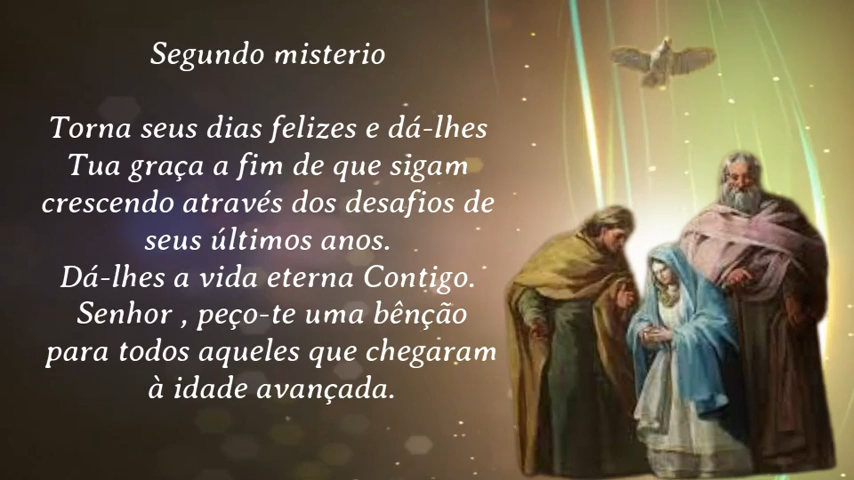 Segundo misterio
Torna seus dias felizes e dá-lhes
Tua graça a fim de que sigam
crescendo através dos desafios de
seus últimos anos.
Dá-lhes a vida eterna Contigo.
Senhor , peço-te uma bênção
para todos aqueles que chegaram
à idade avançada.